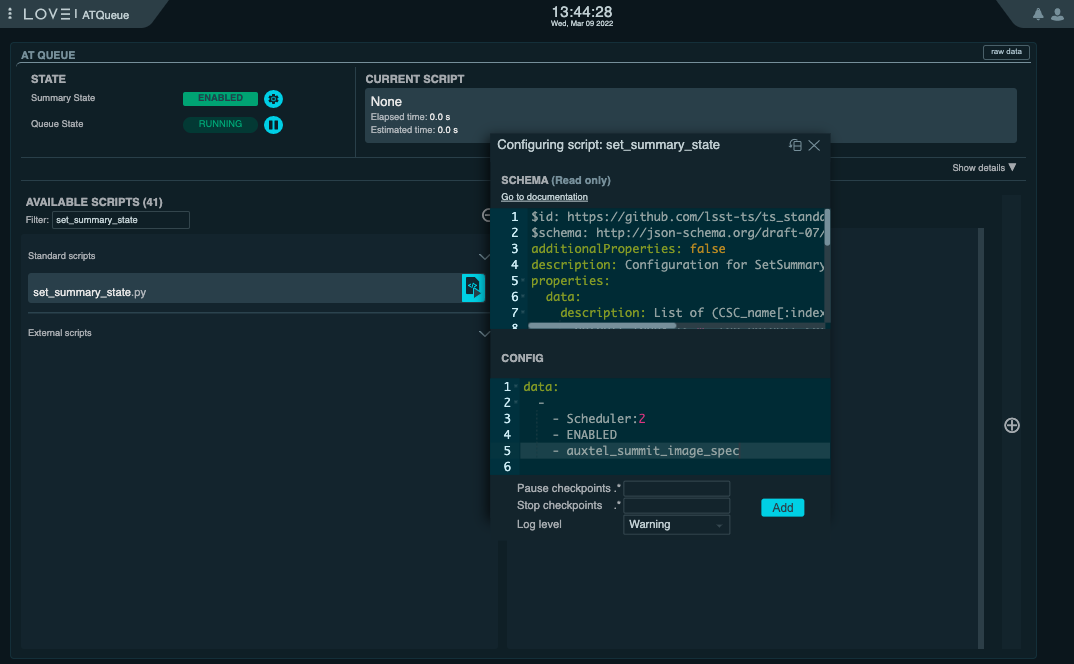 LOVE | ATQueue
13:44:28
Wed, Mar 09 2022
AT QUEUE
raw data
STATE
Summary State ENABLED
Queue State RUNNING
CURRENT SCRIPT
None
Elapsed time: 0.0 s
Estimated time: 0.0 s
Show details
AVAILABLE SCRIPTS (41)
Filter: set_summary_state
Standard scripts
set_summary_state.py
External scripts
Configuring script: set_summary_state
SCHEMA (Read only)
Go to documentation
1 $id: https://github.com/lsst-ts/ts_standa
2 $schema: http://json-schema.org/draft-07/
3 additionalProperties: false
4 description: Configuration for SetSummary
5 properties:
6 data:
7 description: List of (CSC_name[:index
8
CONFIG
1 data:
2 -
3 - Scheduler:2
4 - ENABLED
5 - auxtel_summit_image_spec
6
Pause checkpoints .*
Stop checkpoints .*
Log level Warning
Add